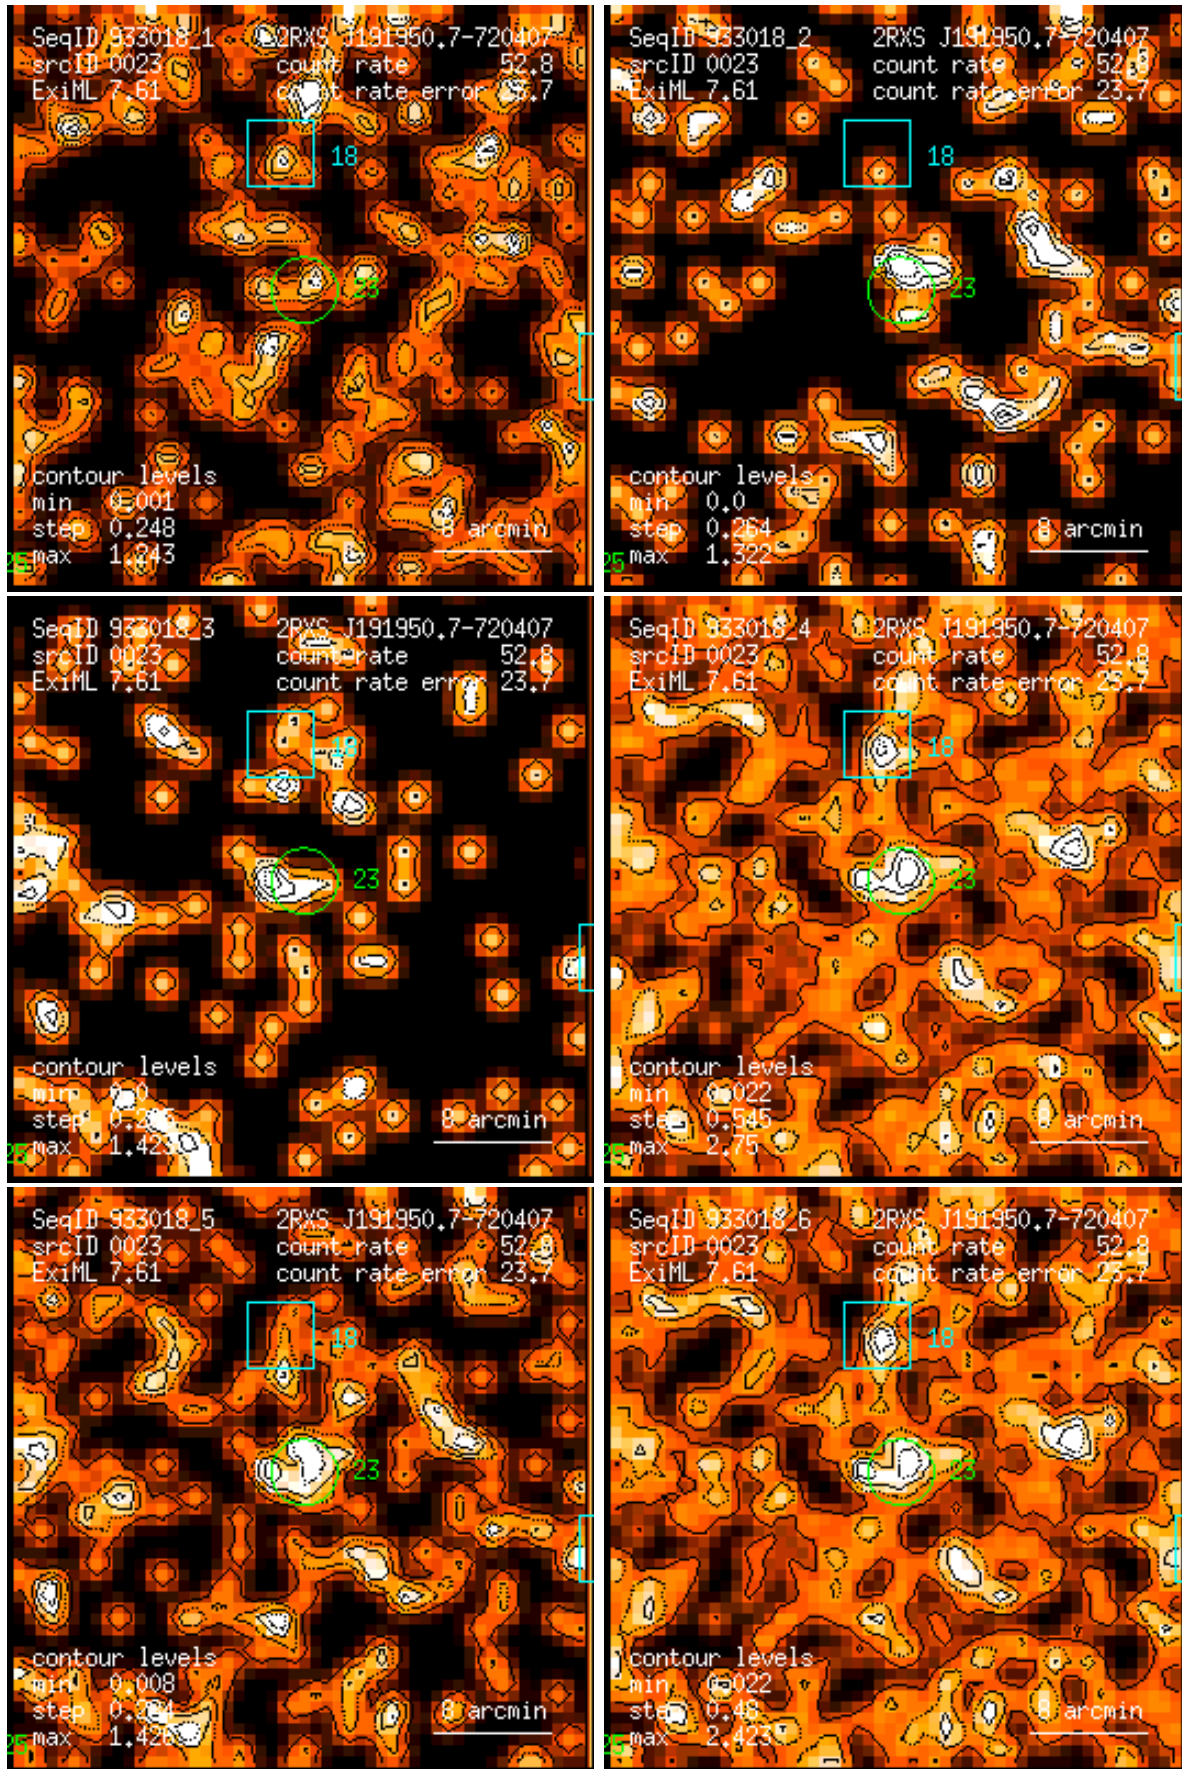 SeqID 933018_1 2RXS J191950.7-720407
srcID 0023 count rate 52.8
ExiML 7.61 count rate error 23.7
18
23
contour levels
min 0.001
step 0.248
max 1.243
8 arcmin
25
SeqID 933018_2 2RXS J191950.7-720407
srcID 0023 count rate 52.8
ExiML 7.61 count rate error 23.7
18
23
contour levels
min 0.0
step 0.264
max 1.322
8 arcmin
25
SeqID 933018_3 2RXS J191950.7-720407
srcID 0023 count rate 52.8
ExiML 7.61 count rate error 23.7
18
23
contour levels
min 0.0
step
max 1.423
8 arcmin
25
SeqID 933018_4 2RXS J191950.7-720407
srcID 0023 count rate 52.8
ExiML 7.61 count rate error 23.7
18
23
contour levels
min 0.022
step 0.545
max 2.75
8 arcmin
25
SeqID 933018_5 2RXS J191950.7-720407
srcID 0023 count rate 52.8
ExiML 7.61 count rate error 23.7
18
23
contour levels
min 0.008
step
max 1.426
8 arcmin
25
SeqID 933018_6 2RXS J191950.7-720407
srcID 0023 count rate 52.8
ExiML 7.61 count rate error 23.7
18
23
contour levels
min 0.022
step 0.48
max 2.423
8 arcmin
25